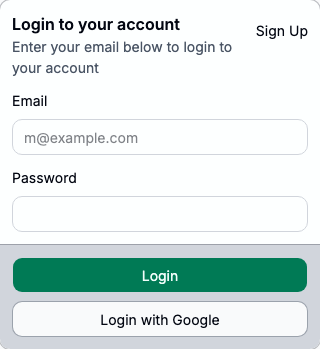 Login to your account
Sign Up
Enter your email below to login to
your account
Email
m@example.com
Password
Login
Login with Google